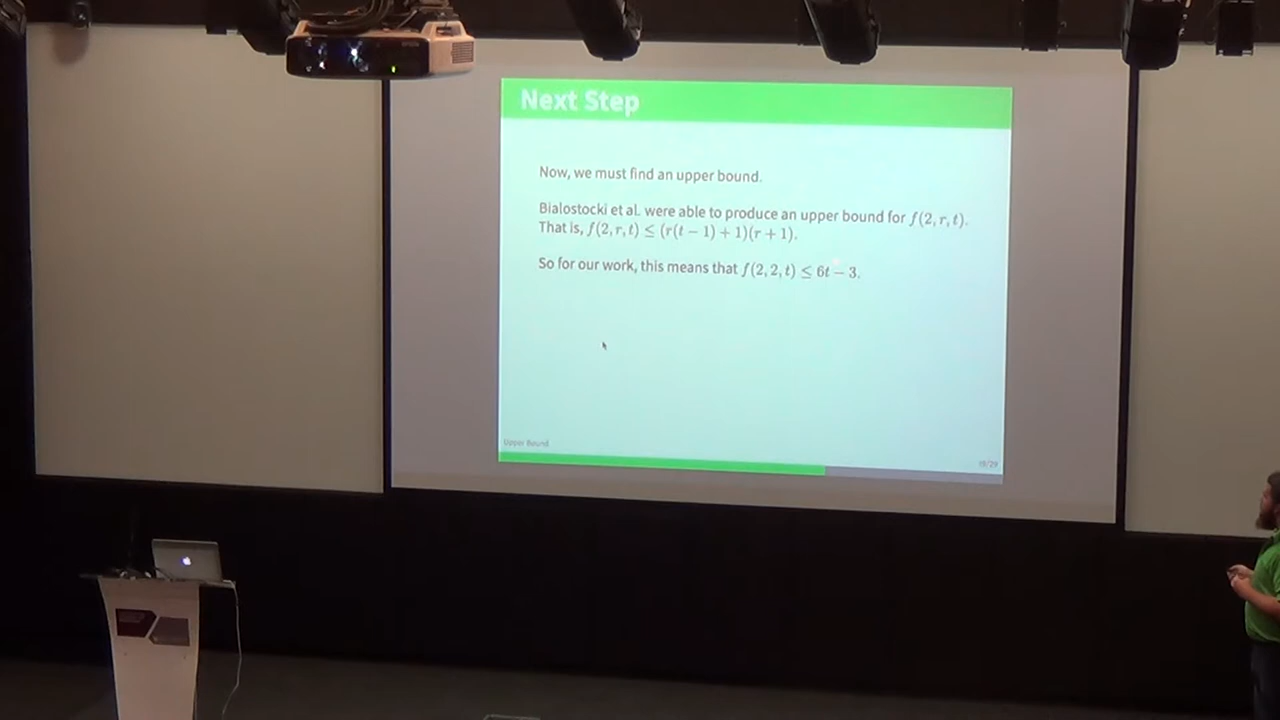 Next Step
Now, we must find an upper bound.
Bialostocki et al. were able to produce an upper bound for f(2, r, t).
That is, f(2, r, t) ≤ (r(t − 1) + 1)(r + 1).
So for our work, this means that f(2, 2, t) ≤ 6t − 3.
Upper Bound
19/29